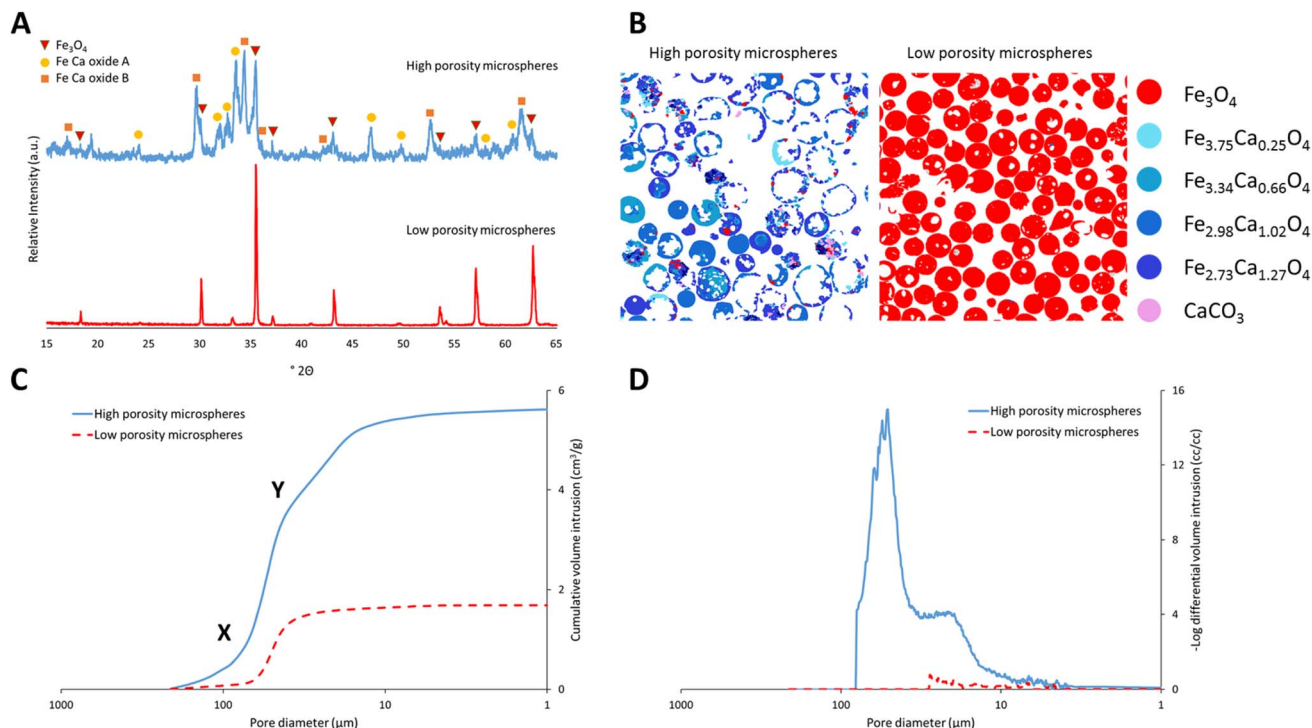 A
Fe₃O₄
Fe Ca oxide A
Fe Ca oxide B
High porosity microspheres
Low porosity microspheres
Relative Intensity (a.u.)
15 20 25 30 35 40 45 50 55 60 65
° 2Θ
B
High porosity microspheres
Low porosity microspheres
Fe₃O₄
Fe₃.₇₅Ca₀.₂₅O₄
Fe₃.₃₄Ca₀.₆₆O₄
Fe₂.₉₈Ca₁.₀₂O₄
Fe₂.₇₃Ca₁.₂₇O₄
CaCO₃
C
High porosity microspheres
Low porosity microspheres
X
Y
6
4
2
0
Cumulative volume intrusion (cm³/g)
1000 100 10 1
Pore diameter (µm)
D
High porosity microspheres
Low porosity microspheres
16
12
8
4
0
-Log differential volume intrusion (cc/cc)
1000 100 10 1
Pore diameter (µm)